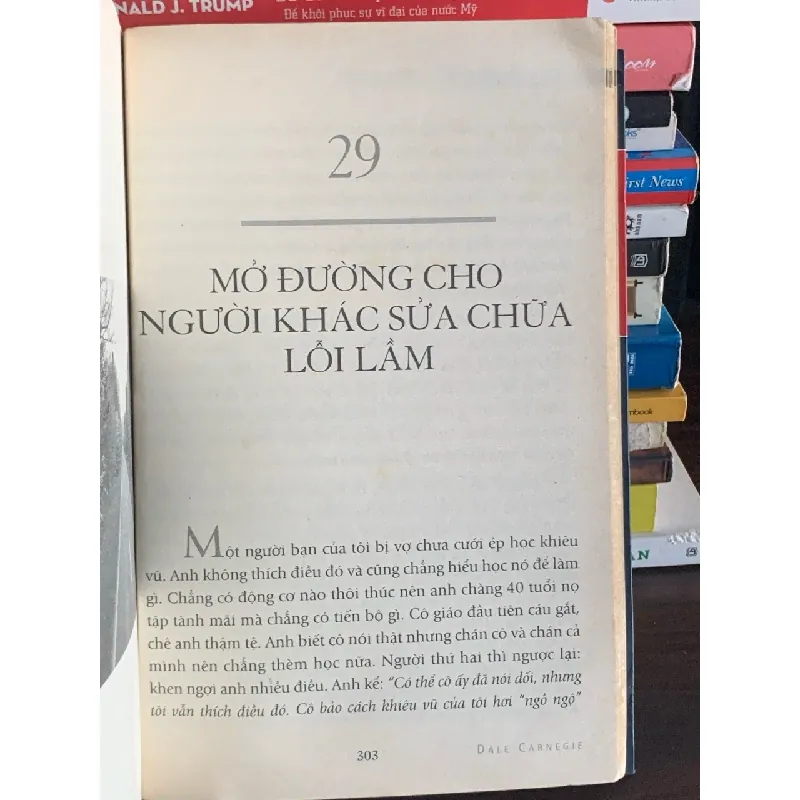 NALD J. TRUMP
Để khôi phục sự vĩ đại của nước Mỹ
29
MỞ ĐƯỜNG CHO
NGƯỜI KHÁC SỬA CHỮA
LỖI LẦM
Một người bạn của tôi bị vợ chưa cưới ép học khiêu
vũ. Anh không thích điều đó và cũng chẳng hiểu học nó để làm
gì. Chẳng có động cơ nào thôi thúc nên anh chàng 40 tuổi nọ
tập tành mãi mà chẳng có tiến bộ gì. Cô giáo đầu tiên cáu gắt,
chê anh thậm tệ. Anh biết cô nói thật nhưng chán cô và chán cả
mình nên chẳng thèm học nữa. Người thứ hai thì ngược lại:
khen ngợi anh nhiều điều. Anh kể: "Có thể cô ấy đã nói dối, nhưng
tôi vẫn thích điều đó. Cô bảo cách khiêu vũ của tôi hơi "ngồ ngộ"
303
DALE CARNEGIE
First News